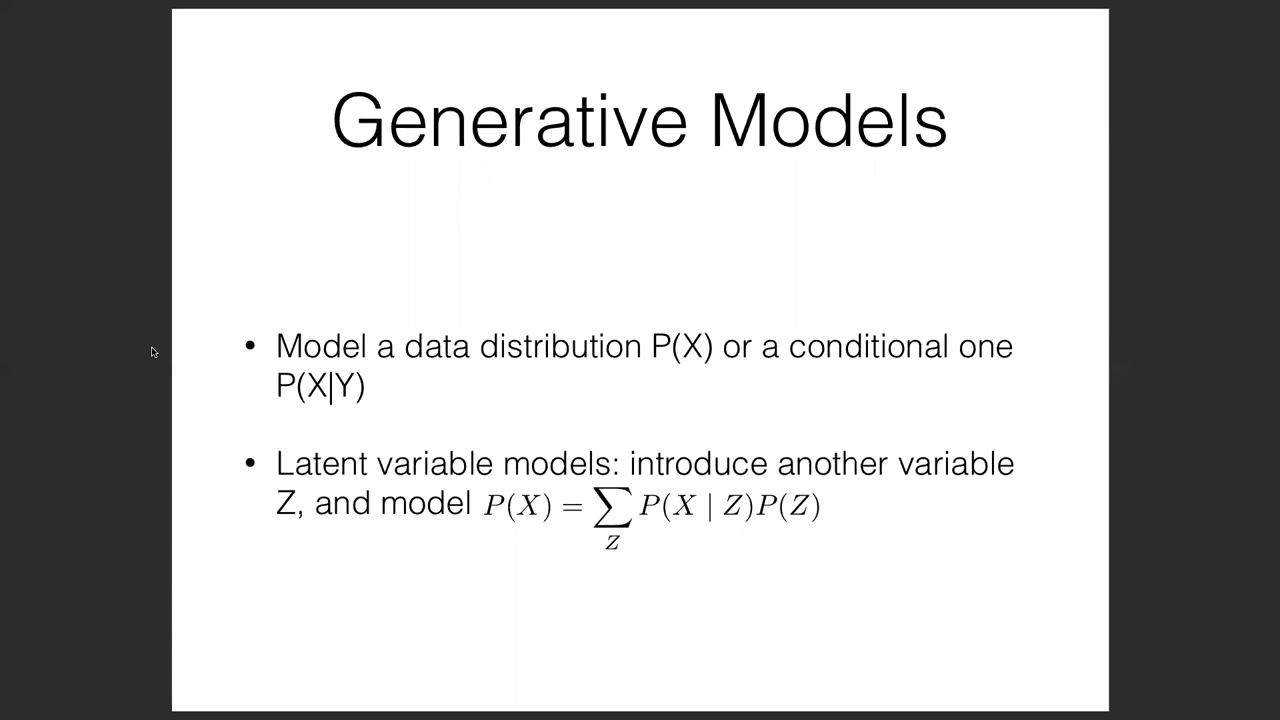 Generative Models
• Model a data distribution P(X) or a conditional one
P(X|Y)
• Latent variable models: introduce another variable
Z, and model P(X) = ∑_Z P(X | Z)P(Z)